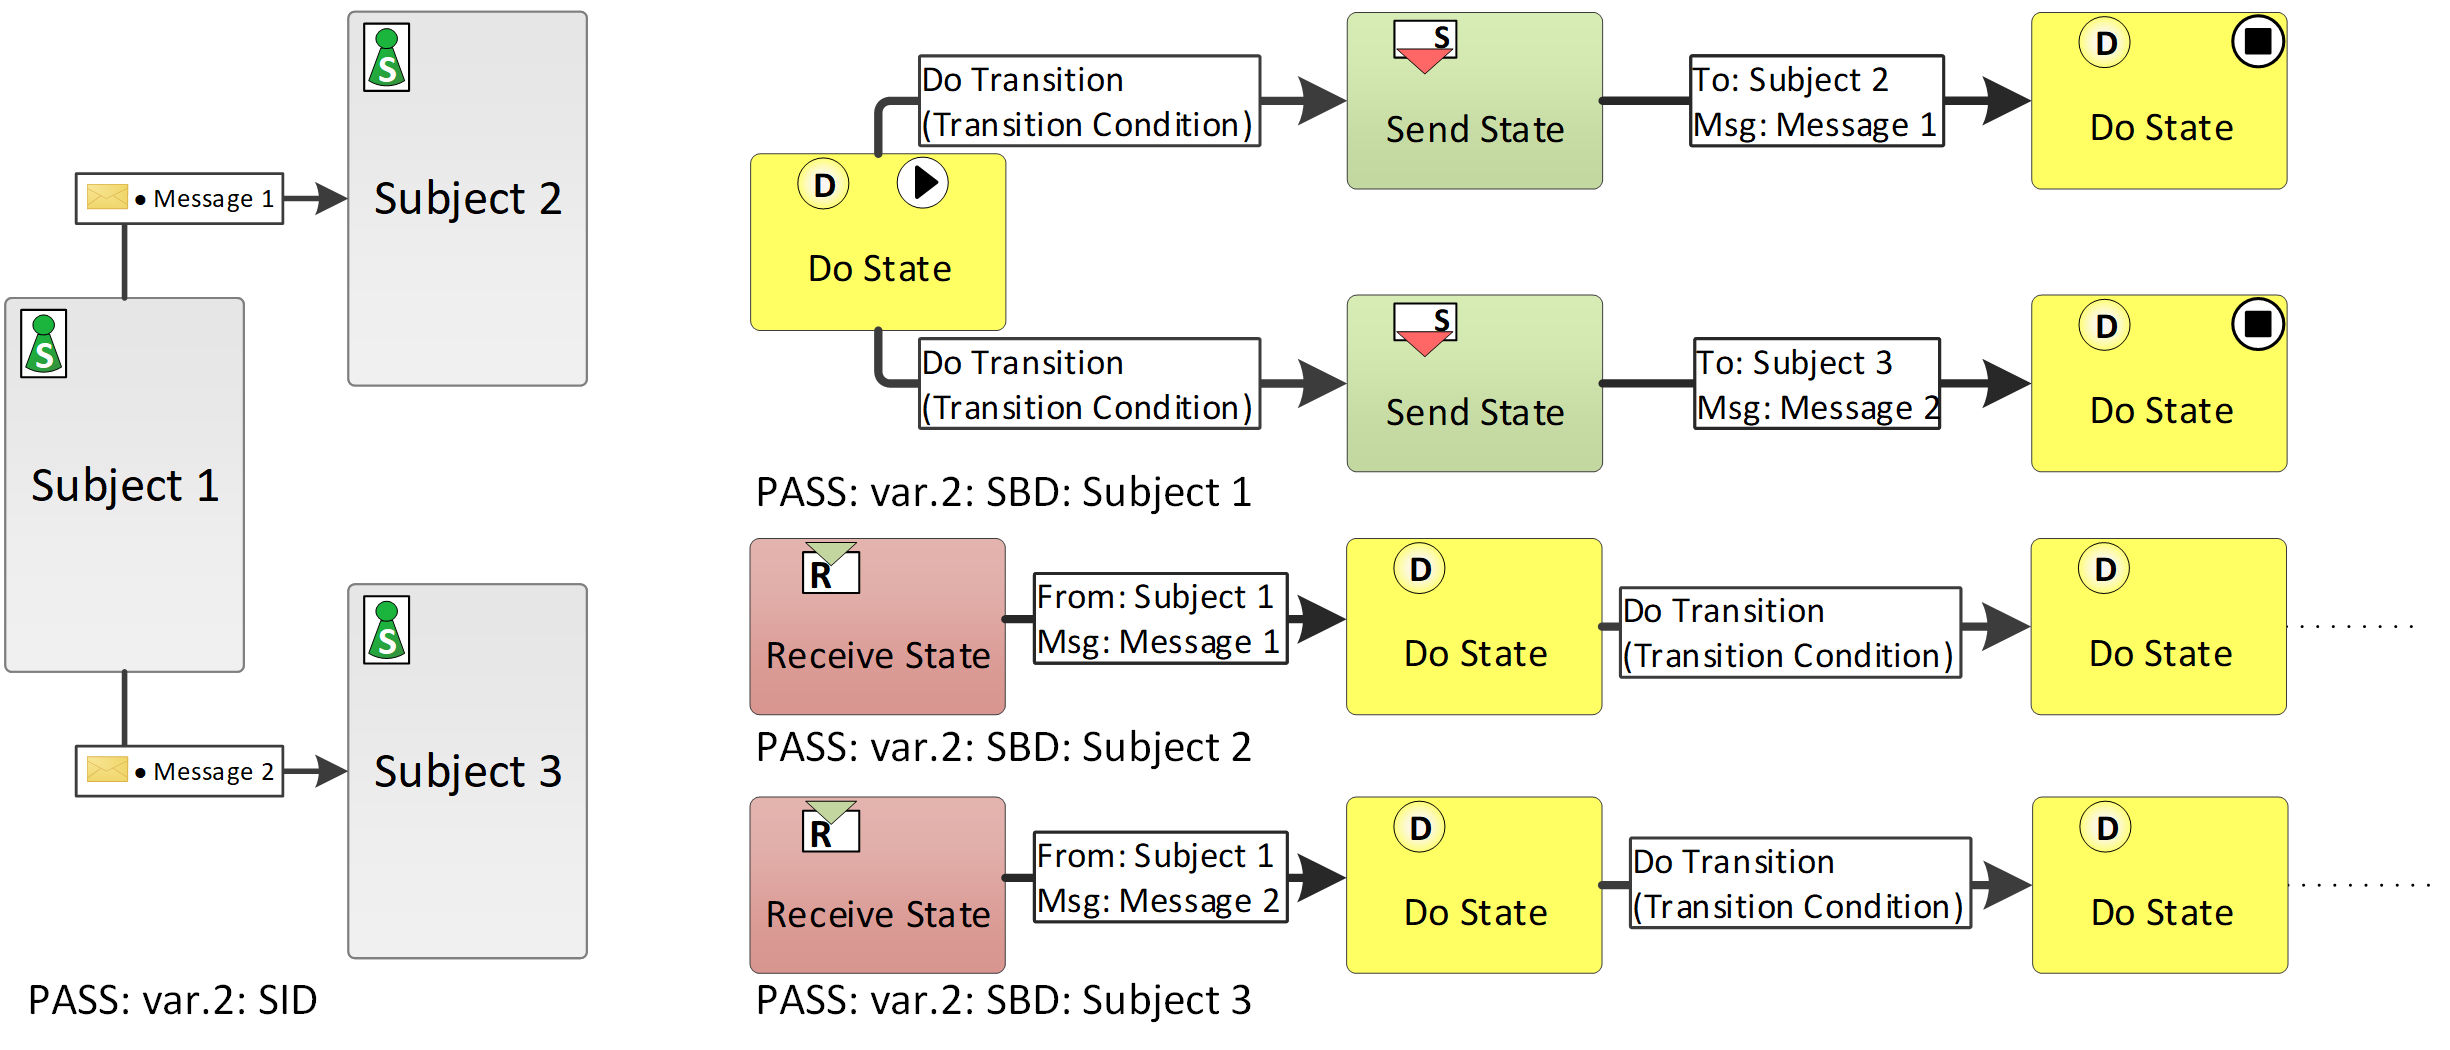 S
Subject 2
• Message 1
S
Subject 1
• Message 2
S
Subject 3
PASS: var.2: SID
D
Do State
Do Transition
(Transition Condition)
S
Send State
To: Subject 2
Msg: Message 1
D
Do State
Do Transition
(Transition Condition)
S
Send State
To: Subject 3
Msg: Message 2
D
Do State
PASS: var.2: SBD: Subject 1
R
Receive State
From: Subject 1
Msg: Message 1
D
Do State
Do Transition
(Transition Condition)
D
Do State
PASS: var.2: SBD: Subject 2
R
Receive State
From: Subject 1
Msg: Message 2
D
Do State
Do Transition
(Transition Condition)
D
Do State
PASS: var.2: SBD: Subject 3